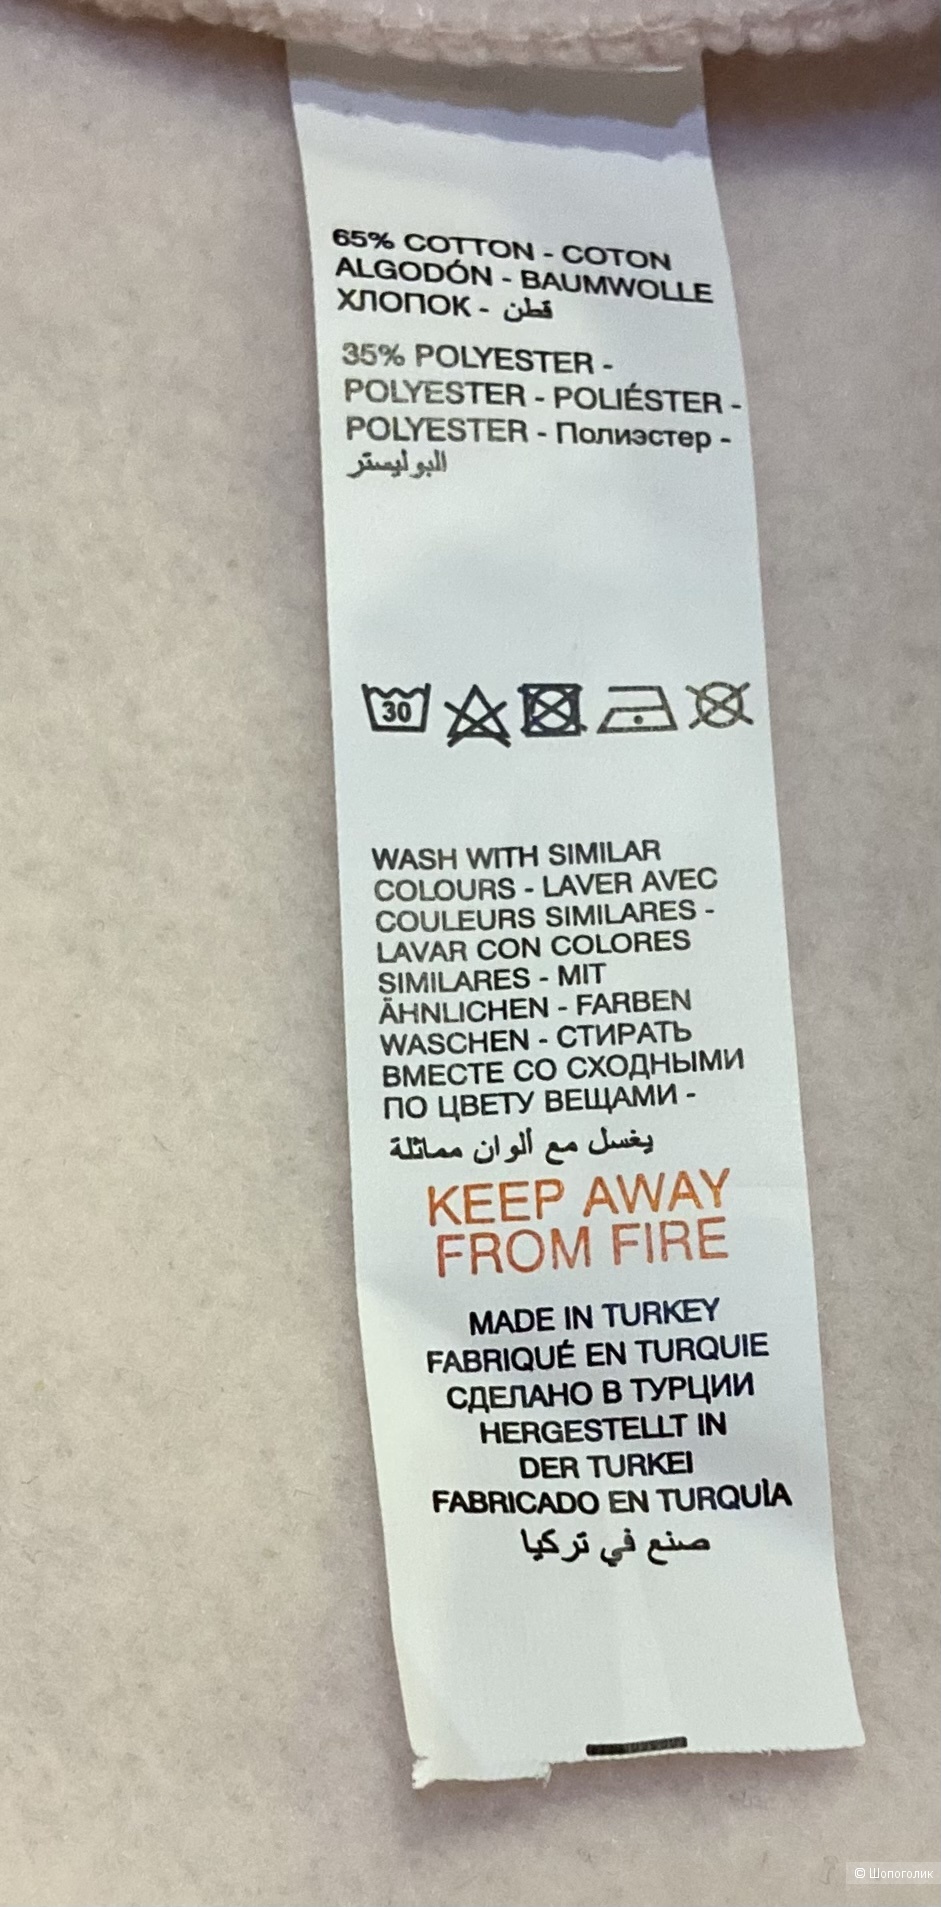 65% COTTON - COTON
ALGODÓN - BAUMWOLLE
ХЛОПОК - قطن
35% POLYESTER -
POLYESTER - POLIÉSTER -
POLYESTER - Полиэстер -
البوليستر
30
WASH WITH SIMILAR
COLOURS - LAVER AVEC
COULEURS SIMILARES -
LAVAR CON COLORES
SIMILARES - MIT
ÄHNLICHEN - FARBEN
WASCHEN - СТИРАТЬ
ВМЕСТЕ СО СХОДНЫМИ
ПО ЦВЕТУ ВЕЩАМИ -
يغسل مع ألوان مماثلة
KEEP AWAY
FROM FIRE
MADE IN TURKEY
FABRIQUÉ EN TURQUIE
СДЕЛАНО В ТУРЦИИ
HERGESTELLT IN
DER TURKEI
FABRICADO EN TURQUÌA
صنع في تركيا
© Шопоголик